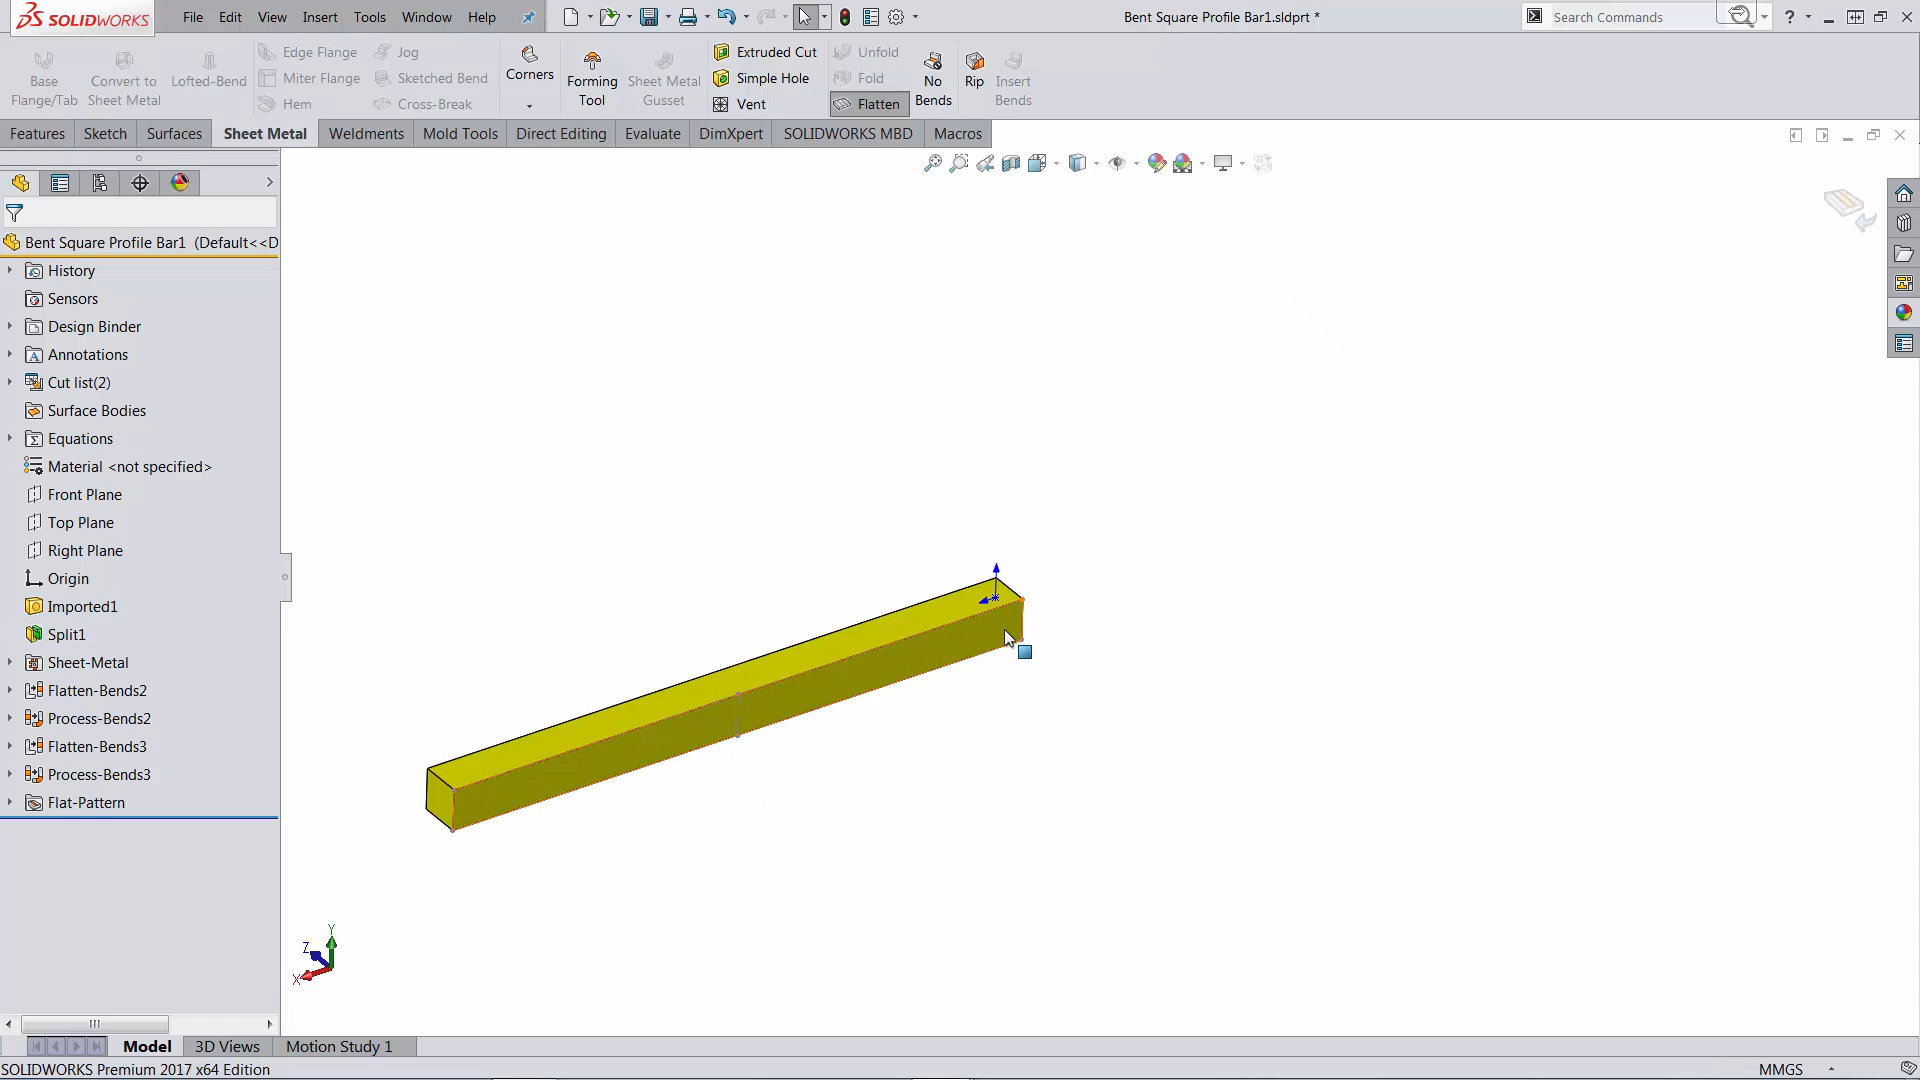 SOLIDWORKS
File Edit View Insert Tools Window Help
Bent Square Profile Bar1.sldprt *
Search Commands
?
Base Flange/Tab
Convert to Sheet Metal
Lofted-Bend
Edge Flange
Miter Flange
Hem
Jog
Sketched Bend
Cross-Break
Corners
Forming Tool
Sheet Metal Gusset
Extruded Cut
Simple Hole
Vent
Unfold
Fold
Flatten
No Bends
Rip
Insert Bends
Features Sketch Surfaces Sheet Metal Weldments Mold Tools Direct Editing Evaluate DimXpert SOLIDWORKS MBD Macros
Bent Square Profile Bar1 (Default<<D
History
Sensors
Design Binder
Annotations
Cut list(2)
Surface Bodies
Equations
Material <not specified>
Front Plane
Top Plane
Right Plane
Origin
Imported1
Split1
Sheet-Metal
Flatten-Bends2
Process-Bends2
Flatten-Bends3
Process-Bends3
Flat-Pattern
Y
Z
X
Model 3D Views Motion Study 1
SOLIDWORKS Premium 2017 x64 Edition
MMGS